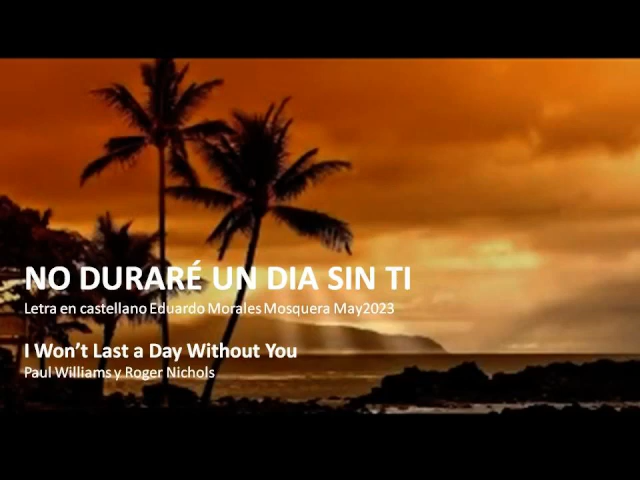 NO DURARÉ UN DIA SIN TI
Letra en castellano Eduardo Morales Mosquera May2023
I Won't Last a Day Without You
Paul Williams y Roger Nichols